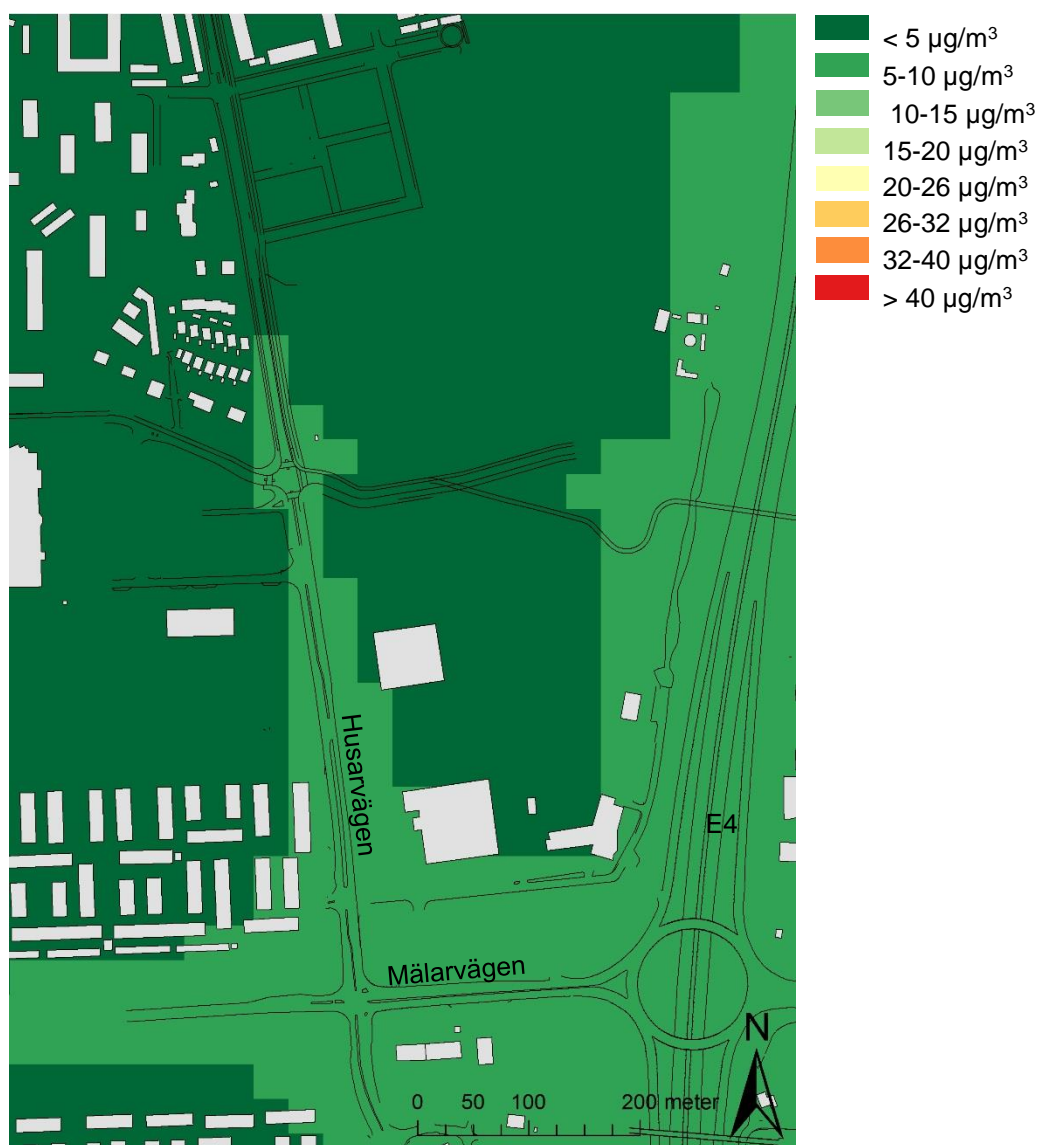 < 5 µg/m³
5-10 µg/m³
10-15 µg/m³
15-20 µg/m³
20-26 µg/m³
26-32 µg/m³
32-40 µg/m³
> 40 µg/m³
Husarvägen
E4
Mälarvägen
N
0 50 100 200 meter